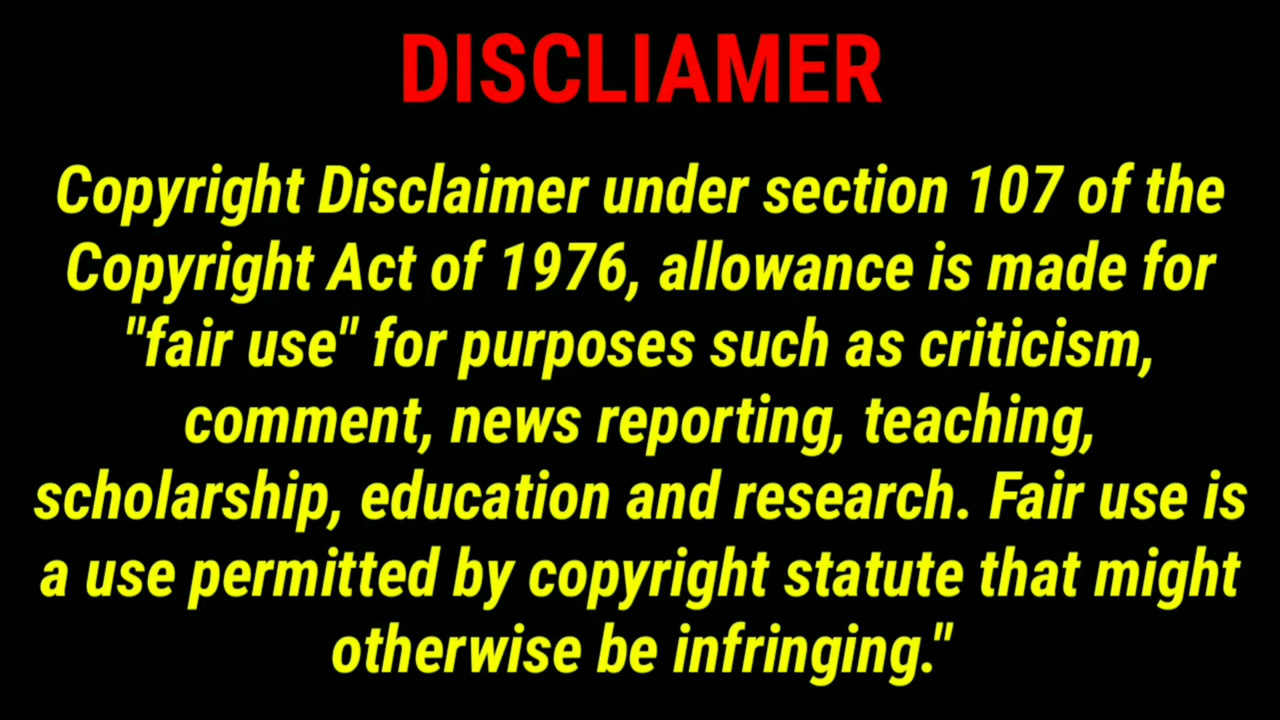 DISCLIAMER
Copyright Disclaimer under section 107 of the
Copyright Act of 1976, allowance is made for
"fair use" for purposes such as criticism,
comment, news reporting, teaching,
scholarship, education and research. Fair use is
a use permitted by copyright statute that might
otherwise be infringing."